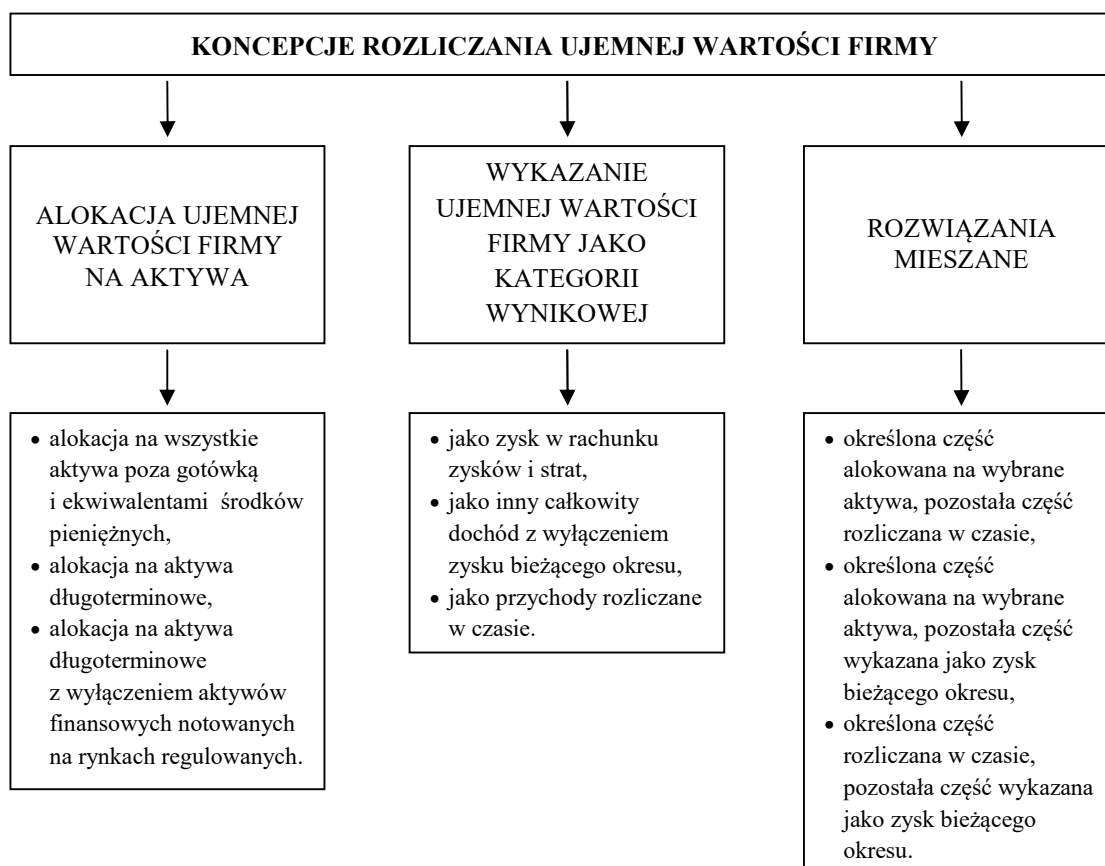 KONCEPCJE ROZLICZANIA UJEMNEJ WARTOŚCI FIRMY
ALOKACJA UJEMNEJ
WARTOŚCI FIRMY
NA AKTYWA
WYKAZANIE
UJEMNEJ WARTOŚCI
FIRMY JAKO
KATEGORII
WYNIKOWEJ
ROZWIĄZANIA
MIESZANE
• alokacja na wszystkie
aktywa poza gotówką
i ekwiwalentami środków
pieniężnych,
• alokacja na aktywa
długoterminowe,
• alokacja na aktywa
długoterminowe
z wyłączeniem aktywów
finansowych notowanych
na rynkach regulowanych.
• jako zysk w rachunku
zysków i strat,
• jako inny całkowity
dochód z wyłączeniem
zysku bieżącego okresu,
• jako przychody rozliczane
w czasie.
• określona część
alokowana na wybrane
aktywa, pozostała część
rozliczana w czasie,
• określona część
alokowana na wybrane
aktywa, pozostała część
wykazana jako zysk
bieżącego okresu,
• określona część
rozliczana w czasie,
pozostała część wykazana
jako zysk bieżącego
okresu.